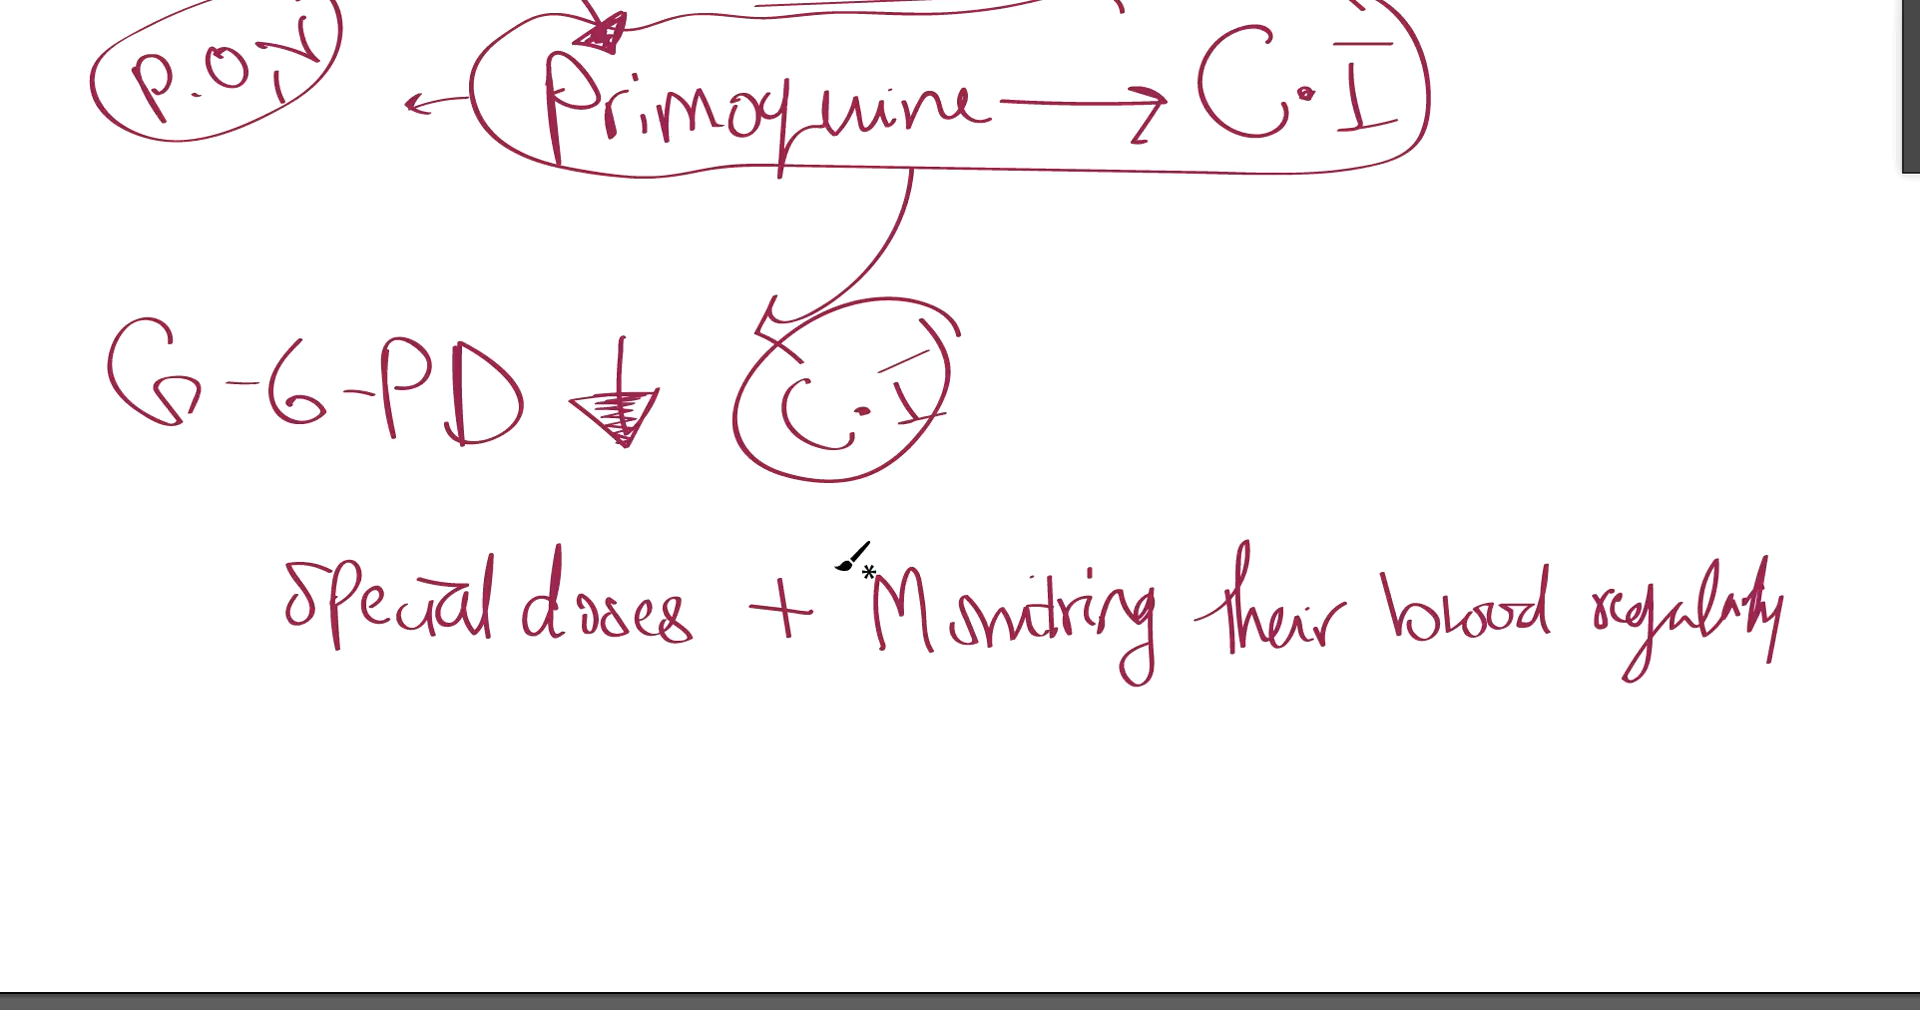 P.O.V ← Primoquine → C.I
G-6-PD ↓ C.I
special doses + Monitring their blood regularly